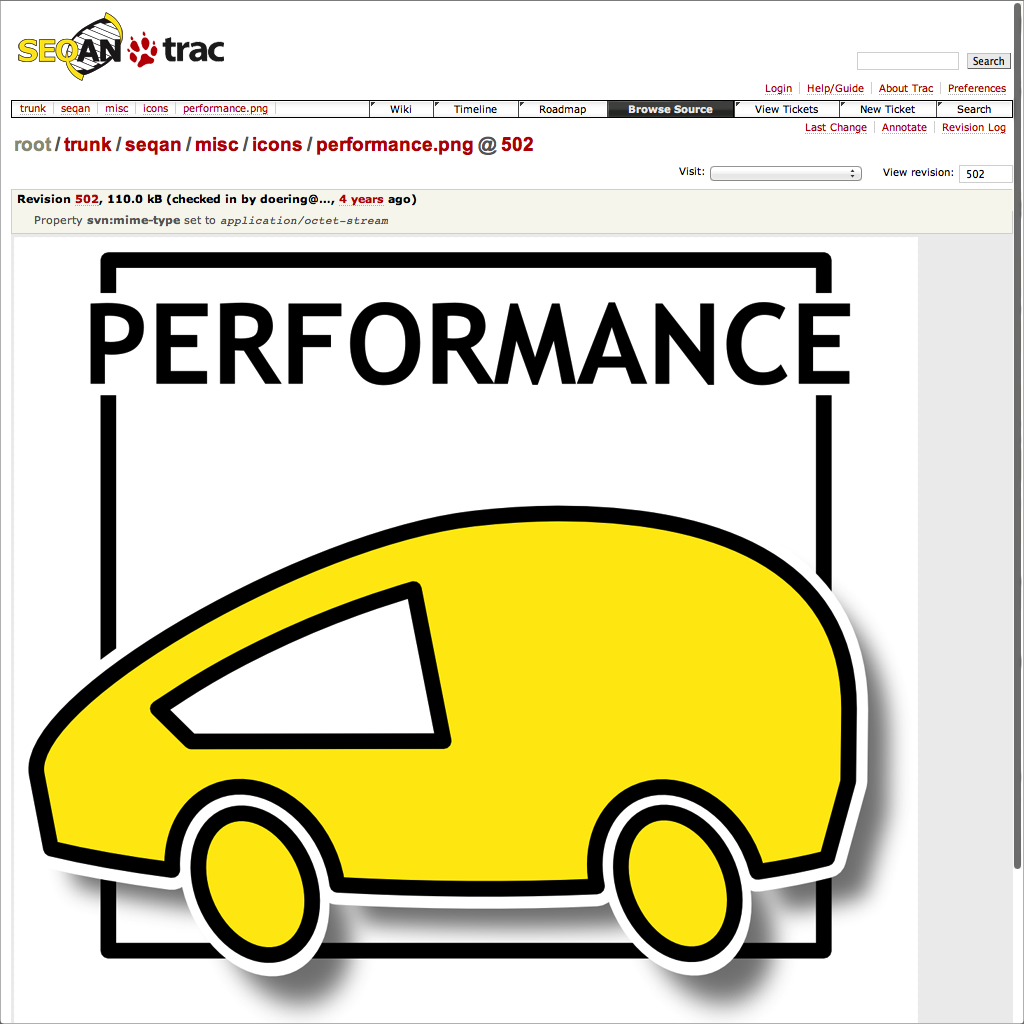 SEQAN trac
Search
Login Help/Guide About Trac Preferences
trunk seqan misc icons performance.png Wiki Timeline Roadmap Browse Source View Tickets New Ticket Search
Last Change Annotate Revision Log
root/trunk/seqan/misc/icons/performance.png @ 502
Visit: View revision: 502
Revision 502, 110.0 kB (checked in by doering@..., 4 years ago)
Property svn:mime-type set to application/octet-stream
PERFORMANCE